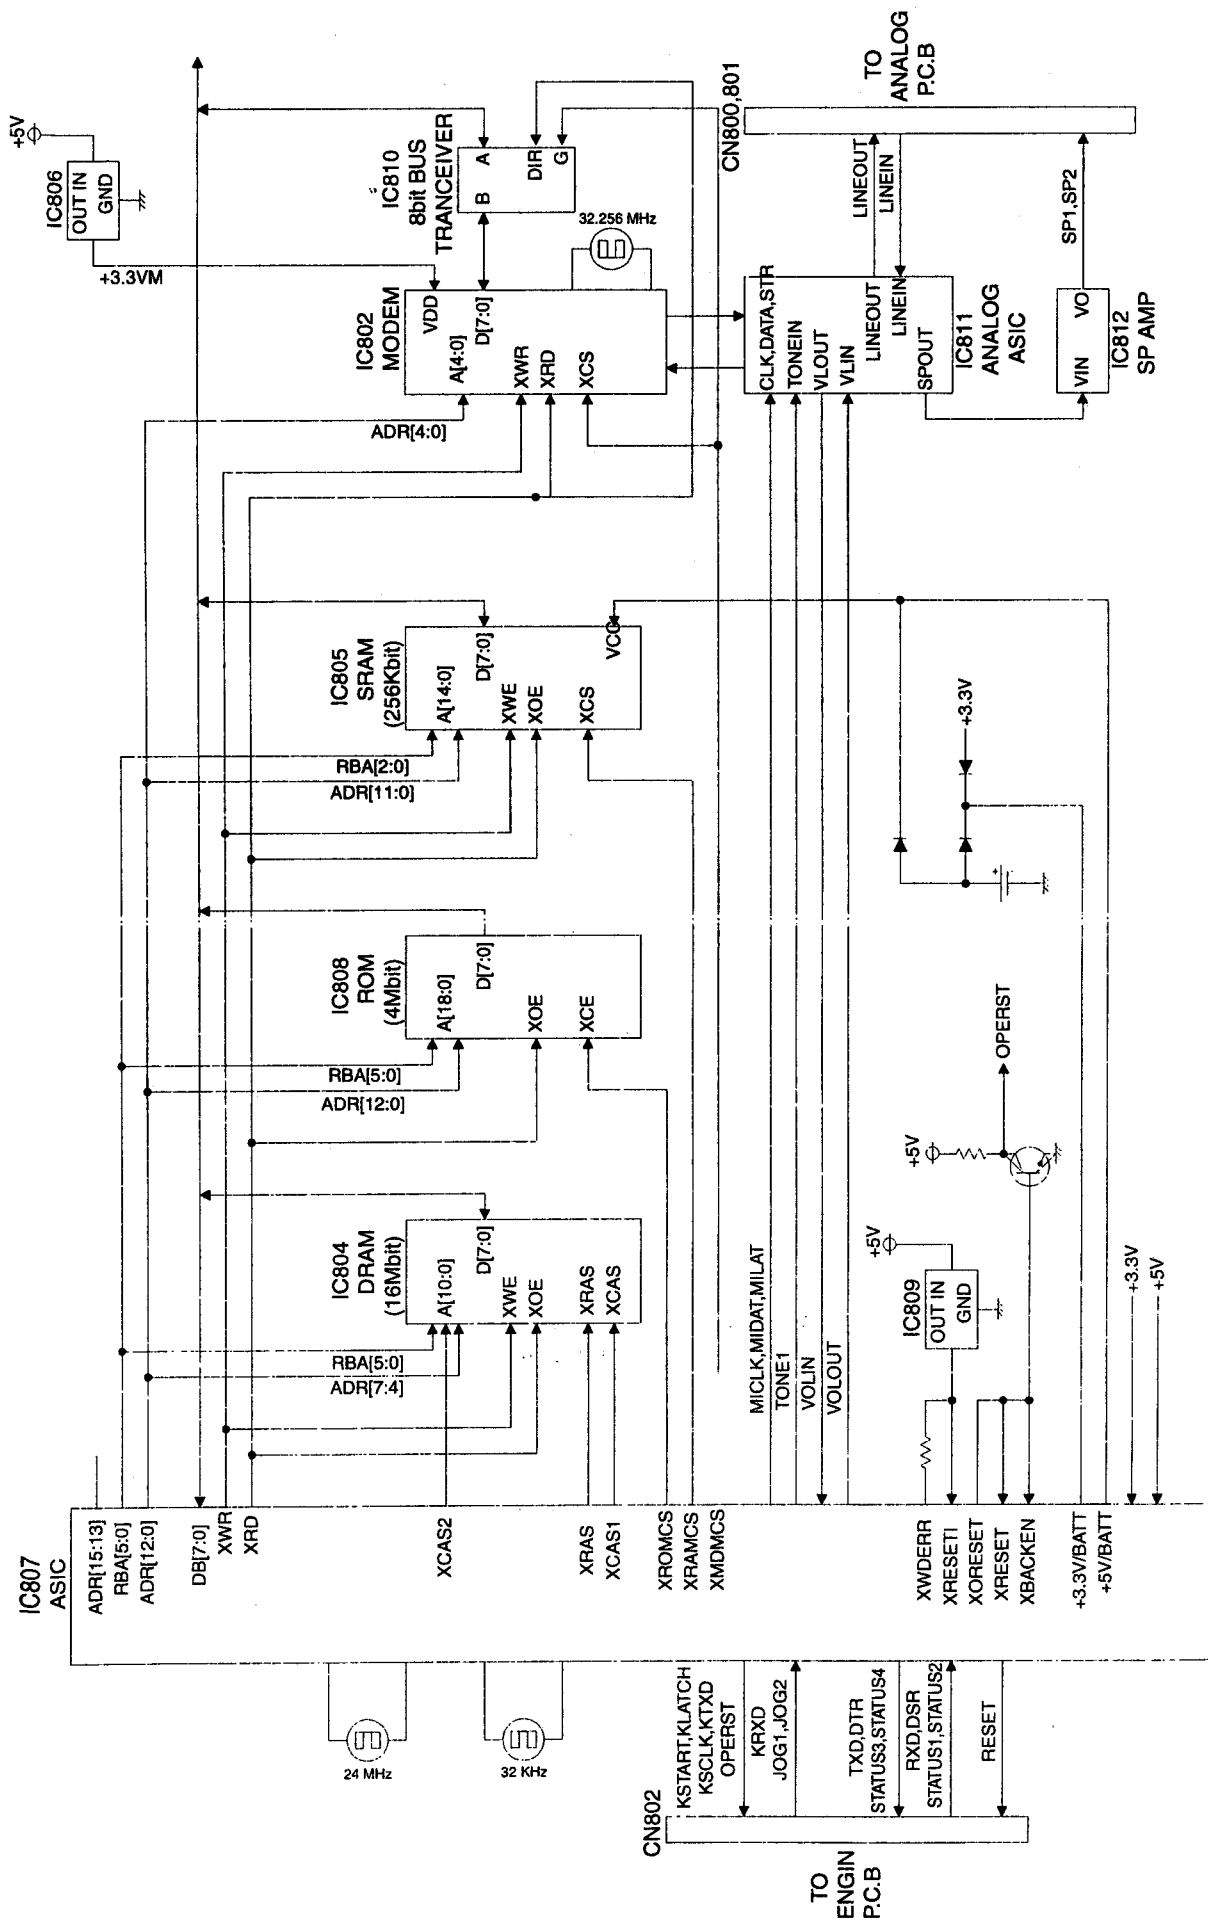 IC807
ASIC
ADR[15:13]
RBA[5:0]
ADR[12:0]
DB[7:0]
XWR
XRD
XCAS2
XRAS
XCAS1
XROMCS
XRAMCS
XMDMCS
XWDERR
XRESETI
XORESET
XRESET
XBACKEN
+3.3V/BATT
+5V/BATT
24 MHz
32 KHz
CN802
KSTART,KLATCH
KSCLK,KTXD
OPERST
KRXD
JOG1,JOG2
TXD,DTR
STATUS3,STATUS4
RXD,DSR
STATUS1,STATUS2
RESET
TO
ENGIN
P.C.B
IC804
DRAM
(16Mbit)
A[10:0]
D[7:0]
XWE
XOE
XRAS
XCAS
RBA[5:0]
ADR[7:4]
MICLK,MIDAT,MILAT
TONE1
VOLIN
VOLOUT
+5V
IC809
OUT IN
GND
+5V
OPERST
+3.3V
+5V
IC808
ROM
(4Mbit)
A[18:0]
D[7:0]
XOE
XCE
RBA[5:0]
ADR[12:0]
IC805
SRAM
(256Kbit)
A[14:0]
D[7:0]
XWE
XOE
XCS
VCC
RBA[2:0]
ADR[11:0]
+
+3.3V
+5V
IC806
OUT IN
GND
+3.3VM
IC802
MODEM
VDD
A[4:0]
D[7:0]
XWR
XRD
XCS
ADR[4:0]
IC810
8bit BUS
TRANCEIVER
B A
DIR
G
32.256 MHz
CLK,DATA,STR
TONEIN
VLOUT
VLIN
LINEOUT
LINEIN
SPOUT
IC811
ANALOG
ASIC
LINEOUT
LINEIN
VIN VO
IC812
SP AMP
SP1,SP2
CN800,801
TO
ANALOG
P.C.B